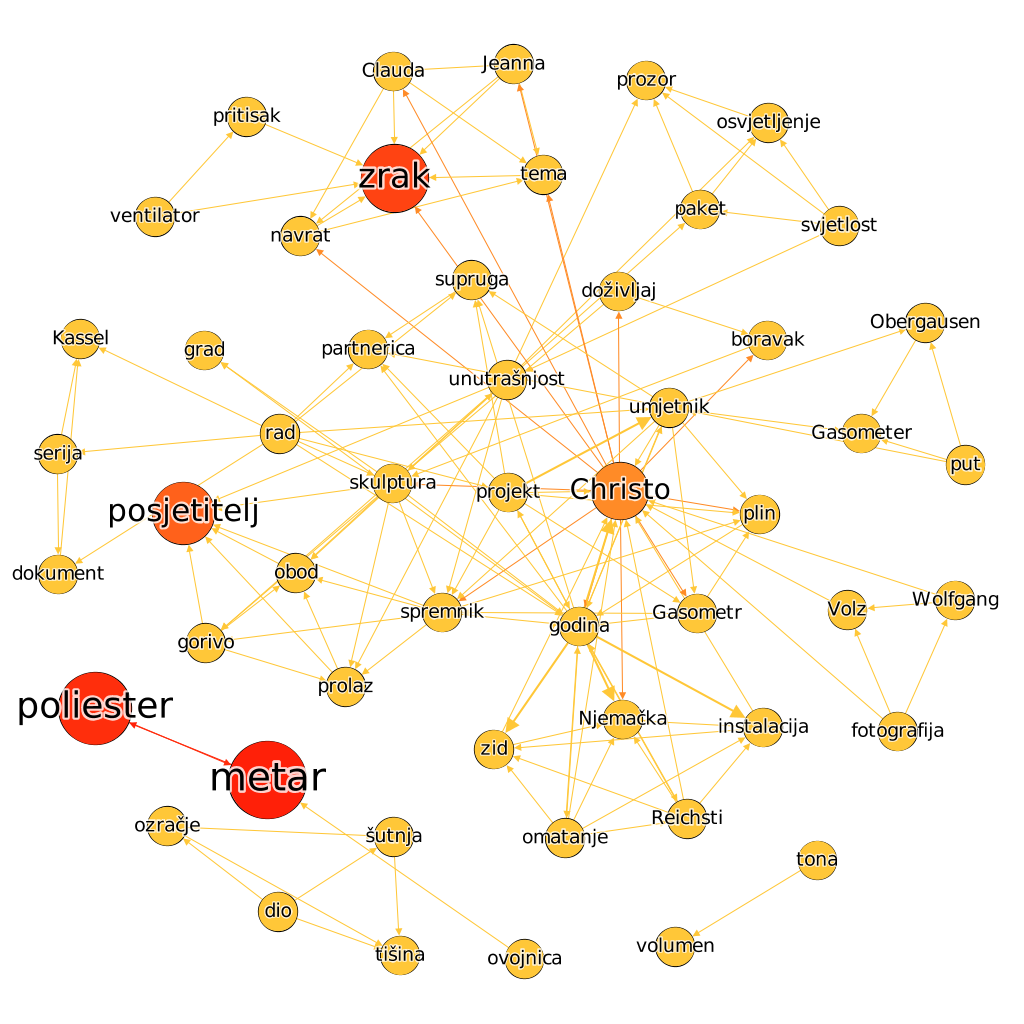 Clauda
Jeanna
prozor
pritisak
osvjetljenje
zrak
tema
ventilator
navrat
paket
svjetlost
supruga
doživljaj
Kassel
grad
partnerica
boravak
Obergausen
unutrašnjost
umjetnik
rad
Gasometer
serija
put
skulptura
projekt
Christo
posjetitelj
plin
dokument
obod
spremnik
godina
Gasometr
Volz
Wolfgang
gorivo
prolaz
poliester
Njemačka
instalacija
zid
fotografija
metar
ozračje
šutnja
omatanje
Reichsti
tona
dio
tišina
ovojnica
volumen